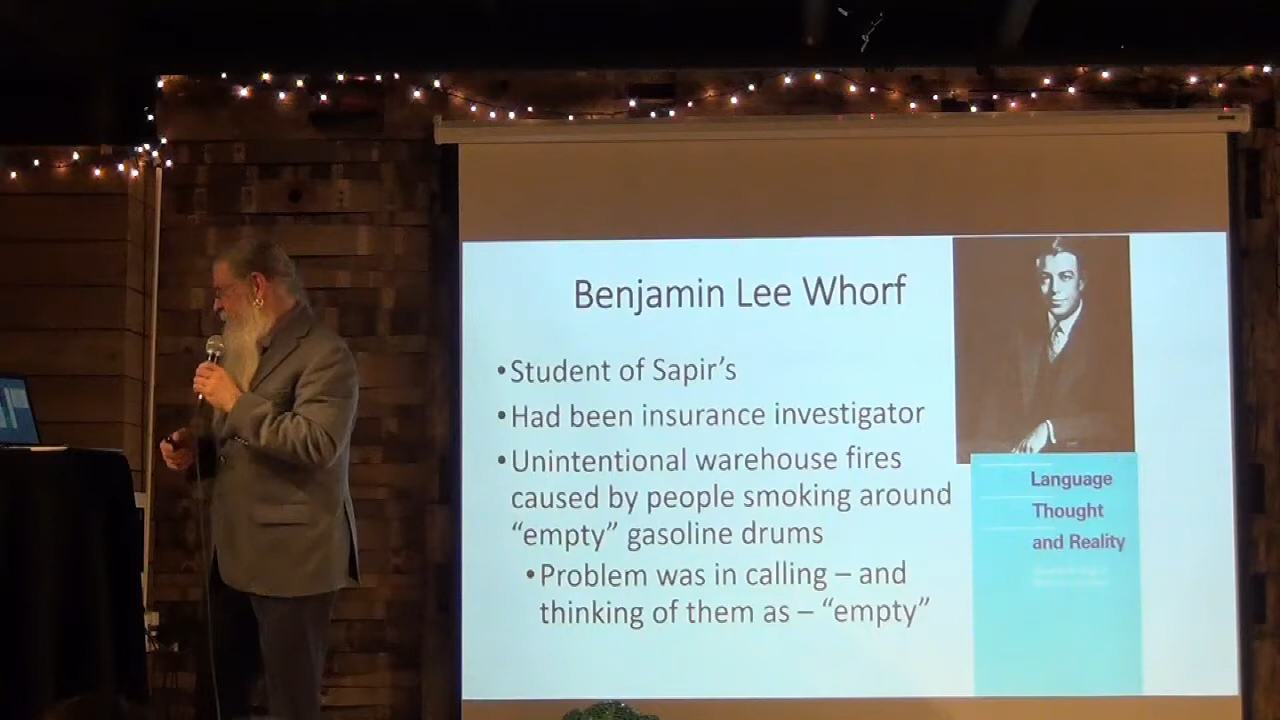 Benjamin Lee Whorf
•Student of Sapir’s
•Had been insurance investigator
•Unintentional warehouse fires
caused by people smoking around
“empty” gasoline drums
•Problem was in calling – and
thinking of them as – “empty”
Language
Thought
and Reality